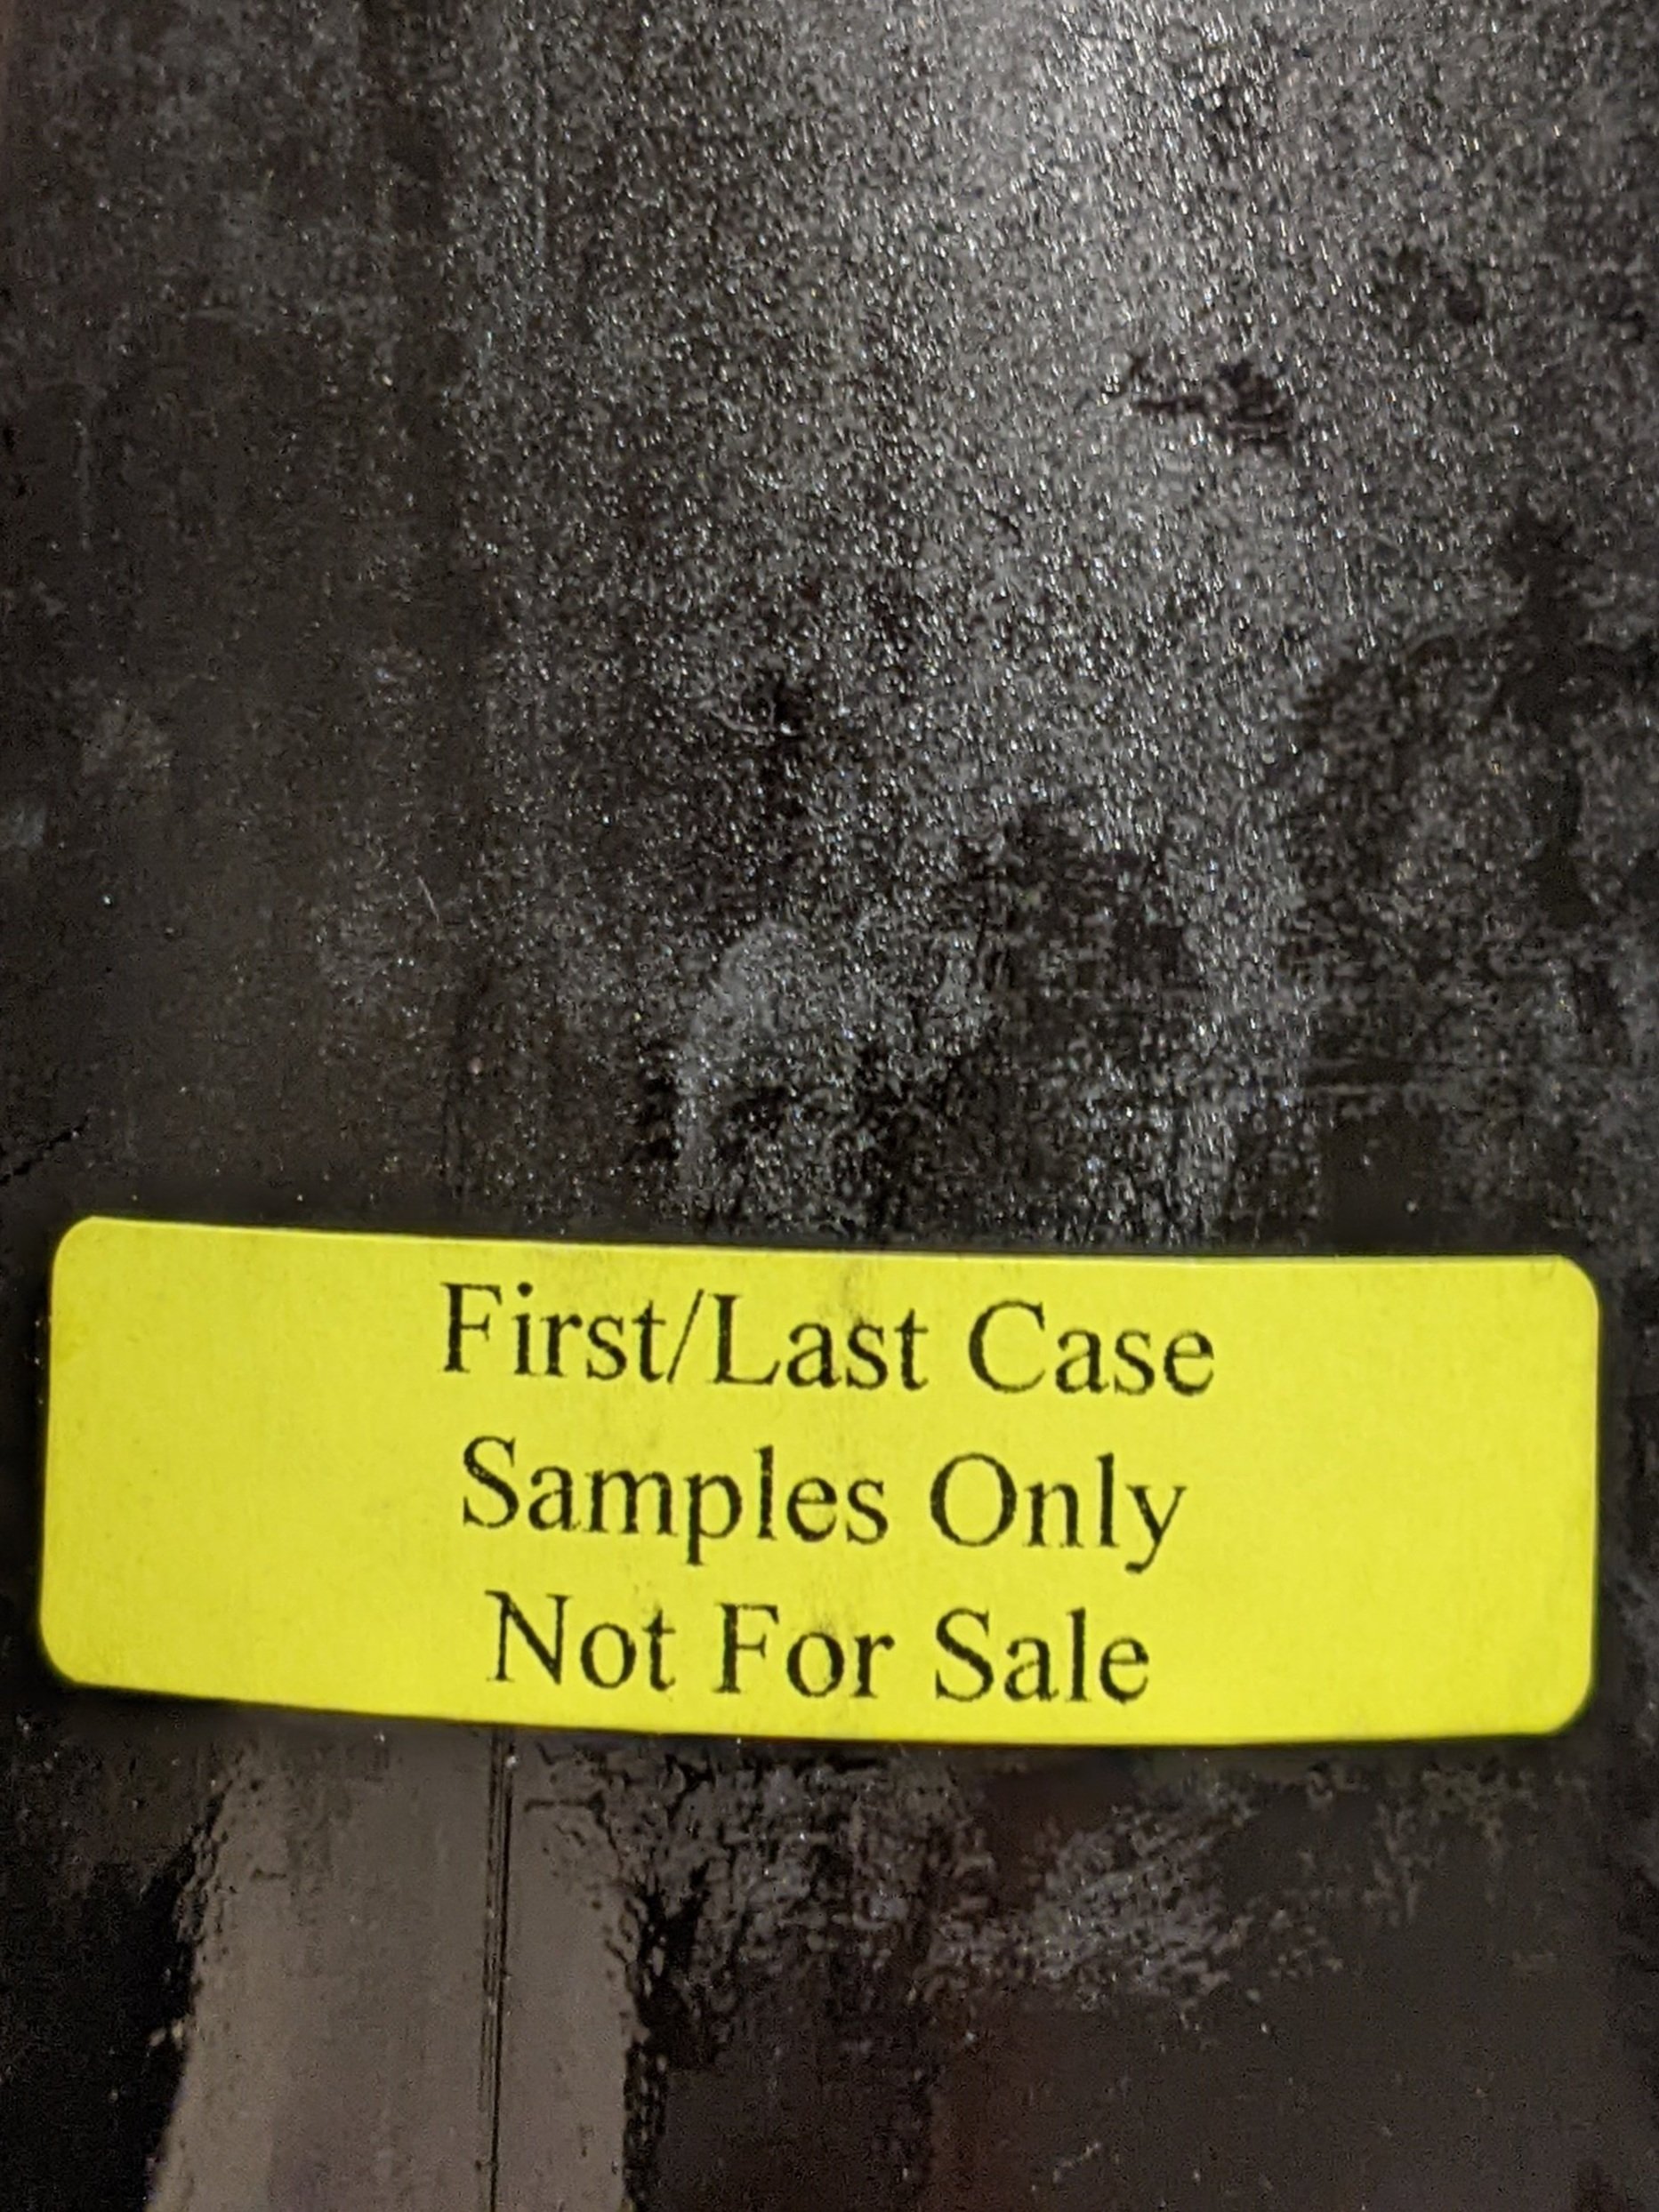 First/Last Case
Samples Only
Not For Sale